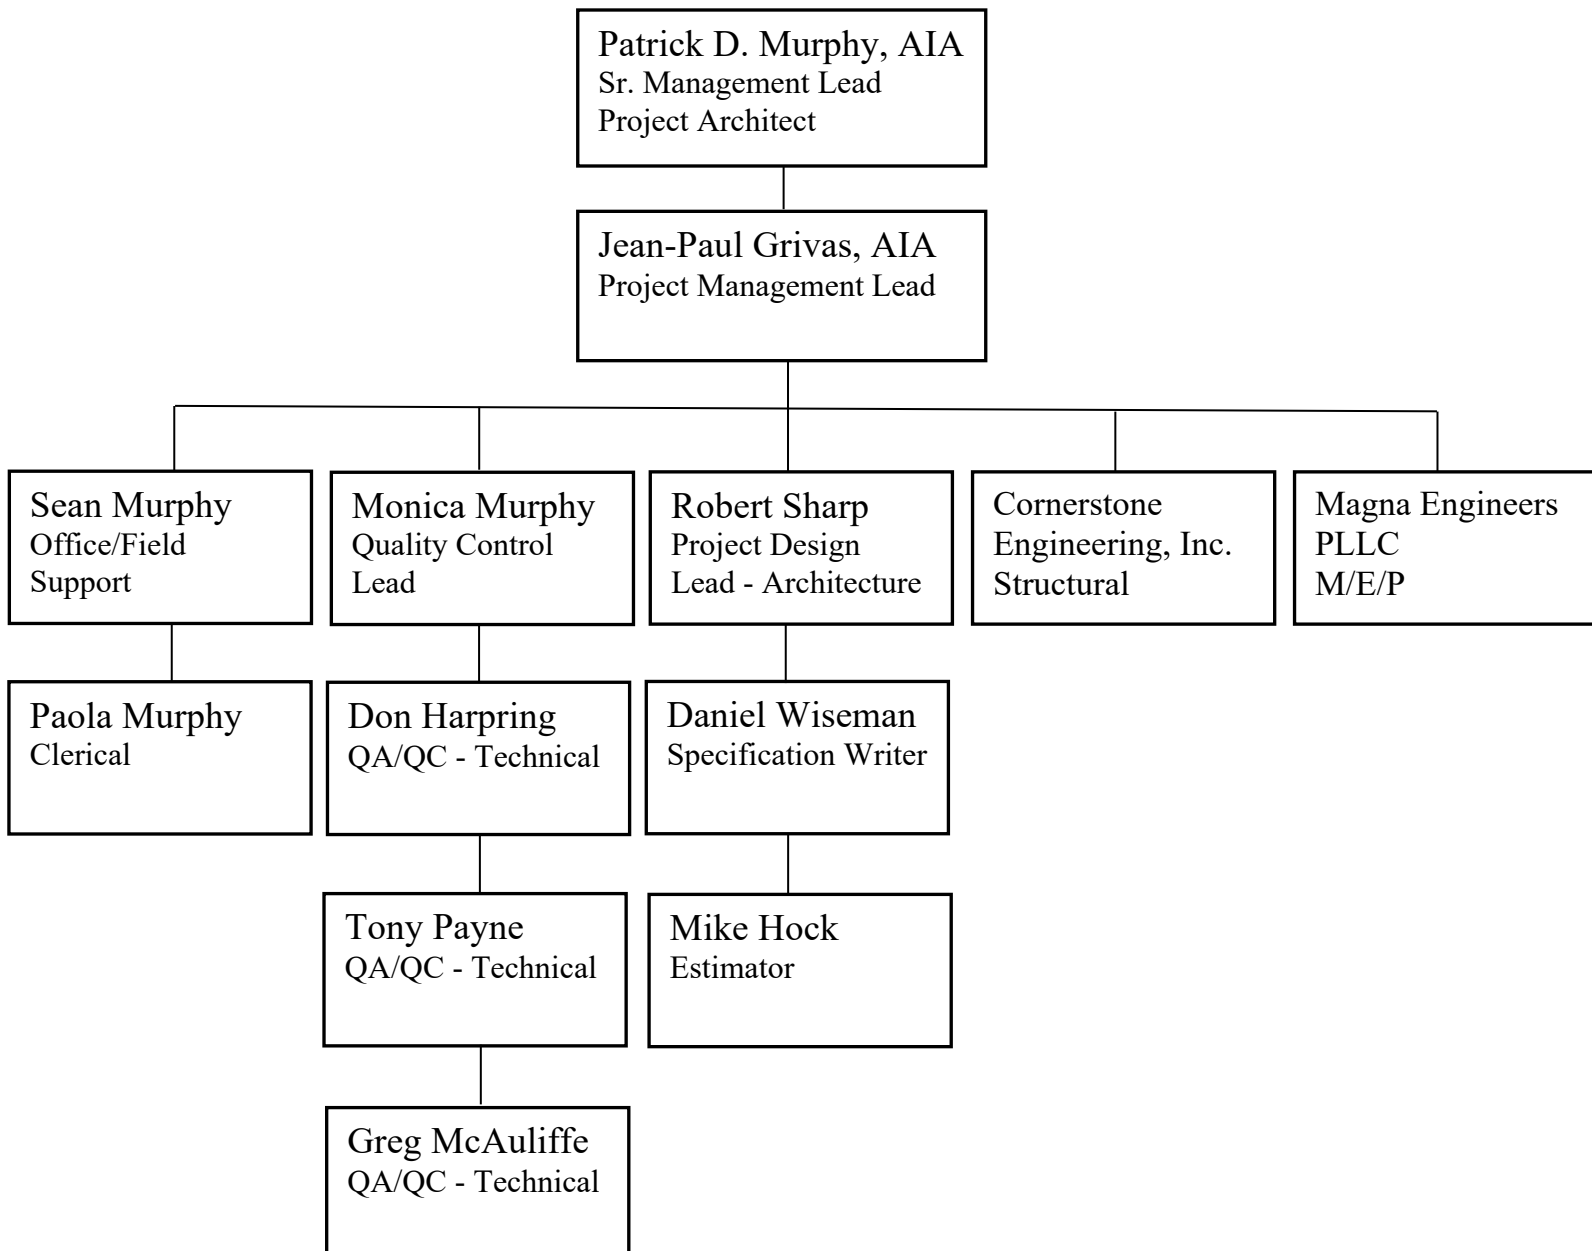 Patrick D. Murphy, AIA
Sr. Management Lead
Project Architect
Jean-Paul Grivas, AIA
Project Management Lead
Sean Murphy
Office/Field
Support
Monica Murphy
Quality Control
Lead
Robert Sharp
Project Design
Lead - Architecture
Cornerstone
Engineering, Inc.
Structural
Magna Engineers
PLLC
M/E/P
Paola Murphy
Clerical
Don Harpring
QA/QC - Technical
Daniel Wiseman
Specification Writer
Tony Payne
QA/QC - Technical
Mike Hock
Estimator
Greg McAuliffe
QA/QC - Technical